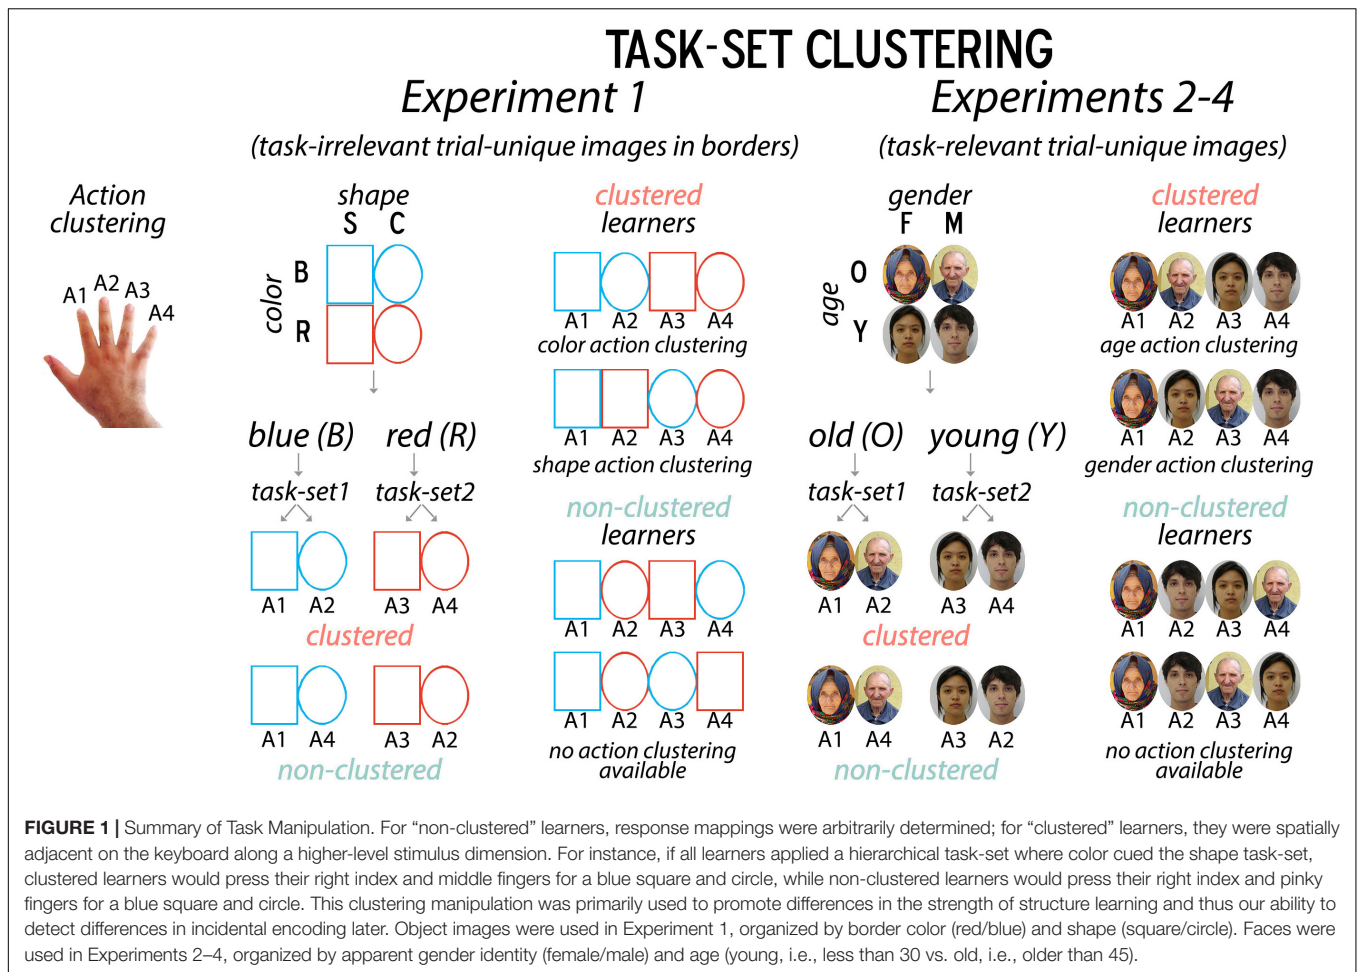 TASK-SET CLUSTERING
Experiment 1
(task-irrelevant trial-unique images in borders)
Experiments 2-4
(task-relevant trial-unique images)
Action
clustering
A1 A2 A3 A4
shape
S C
color
B
R
blue (B) red (R)
task-set1 task-set2
A1 A2 A3 A4
clustered
A1 A4 A3 A2
non-clustered
clustered
learners
A1 A2 A3 A4
color action clustering
A1 A2 A3 A4
shape action clustering
non-clustered
learners
A1 A2 A3 A4
A1 A2 A3 A4
no action clustering
available
gender
F M
age
O
Y
old (O) young (Y)
task-set1 task-set2
A1 A2 A3 A4
clustered
A1 A4 A3 A2
non-clustered
clustered
learners
A1 A2 A3 A4
age action clustering
A1 A2 A3 A4
gender action clustering
non-clustered
learners
A1 A2 A3 A4
A1 A2 A3 A4
no action clustering
available
FIGURE 1 | Summary of Task Manipulation. For “non-clustered” learners, response mappings were arbitrarily determined; for “clustered” learners, they were spatially
adjacent on the keyboard along a higher-level stimulus dimension. For instance, if all learners applied a hierarchical task-set where color cued the shape task-set,
clustered learners would press their right index and middle fingers for a blue square and circle, while non-clustered learners would press their right index and pinky
fingers for a blue square and circle. This clustering manipulation was primarily used to promote differences in the strength of structure learning and thus our ability to
detect differences in incidental encoding later. Object images were used in Experiment 1, organized by border color (red/blue) and shape (square/circle). Faces were
used in Experiments 2–4, organized by apparent gender identity (female/male) and age (young, i.e., less than 30 vs. old, i.e., older than 45).